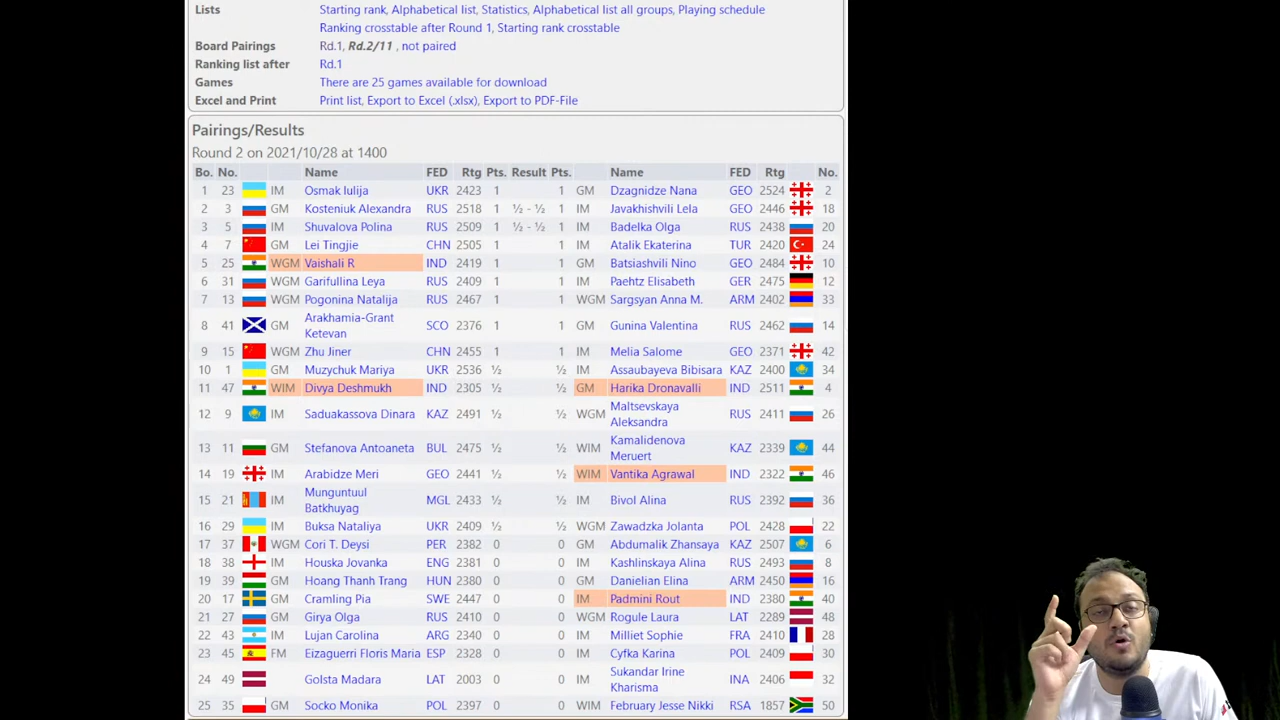 Lists Starting rank, Alphabetical list, Statistics, Alphabetical list all groups, Playing schedule
Ranking crosstable after Round 1, Starting rank crosstable
Board Pairings Rd.1, Rd.2/11 , not paired
Ranking list after Rd.1
Games There are 25 games available for download
Excel and Print Print list, Export to Excel (.xlsx), Export to PDF-File
Pairings/Results
Round 2 on 2021/10/28 at 1400
Bo. No. Name FED Rtg Pts. Result Pts. Name FED Rtg No.
1 23 IM Osmak Iulija UKR 2423 1 1 GM Dzagnidze Nana GEO 2524 2
2 3 GM Kosteniuk Alexandra RUS 2518 1 ½ - ½ 1 IM Javakhishvili Lela GEO 2446 18
3 5 IM Shuvalova Polina RUS 2509 1 ½ - ½ 1 IM Badelka Olga RUS 2438 20
4 7 GM Lei Tingjie CHN 2505 1 1 IM Atalik Ekaterina TUR 2420 24
5 25 WGM Vaishali R IND 2419 1 1 GM Batsiashvili Nino GEO 2484 10
6 31 WGM Garifullina Leya RUS 2409 1 1 IM Paehtz Elisabeth GER 2475 12
7 13 WGM Pogonina Natalija RUS 2467 1 1 WGM Sargsyan Anna M. ARM 2402 33
8 41 GM Arakhamia-Grant Ketevan SCO 2376 1 1 GM Gunina Valentina RUS 2462 14
9 15 WGM Zhu Jiner CHN 2455 1 1 IM Melia Salome GEO 2371 42
10 1 GM Muzychuk Mariya UKR 2536 ½ ½ IM Assaubayeva Bibisara KAZ 2400 34
11 47 WIM Divya Deshmukh IND 2305 ½ ½ GM Harika Dronavalli IND 2511 4
12 9 IM Saduakassova Dinara KAZ 2491 ½ ½ WGM Maltsevskaya Aleksandra RUS 2411 26
13 11 GM Stefanova Antoaneta BUL 2475 ½ ½ WIM Kamalidenova Meruert KAZ 2339 44
14 19 IM Arabidze Meri GEO 2441 ½ ½ WIM Vantika Agrawal IND 2322 46
15 21 IM Munguntuul Batkhuyag MGL 2433 ½ ½ IM Bivol Alina RUS 2392 36
16 29 IM Buksa Nataliya UKR 2409 ½ ½ WGM Zawadzka Jolanta POL 2428 22
17 37 WGM Cori T. Deysi PER 2382 0 0 GM Abdumalik Zhansaya KAZ 2507 6
18 38 IM Houska Jovanka ENG 2381 0 0 IM Kashlinskaya Alina RUS 2493 8
19 39 GM Hoang Thanh Trang HUN 2380 0 0 GM Danielian Elina ARM 2450 16
20 17 GM Cramling Pia SWE 2447 0 0 IM Padmini Rout IND 2380 40
21 27 GM Girya Olga RUS 2410 0 0 WGM Rogule Laura LAT 2289 48
22 43 IM Lujan Carolina ARG 2340 0 0 IM Milliet Sophie FRA 2410 28
23 45 FM Eizaguerri Floris Maria ESP 2328 0 0 IM Cyfka Karina POL 2409 30
24 49 Golsta Madara LAT 2003 0 0 IM Sukandar Irine Kharisma INA 2406 32
25 35 GM Socko Monika POL 2397 0 0 WIM February Jesse Nikki RSA 1857 50